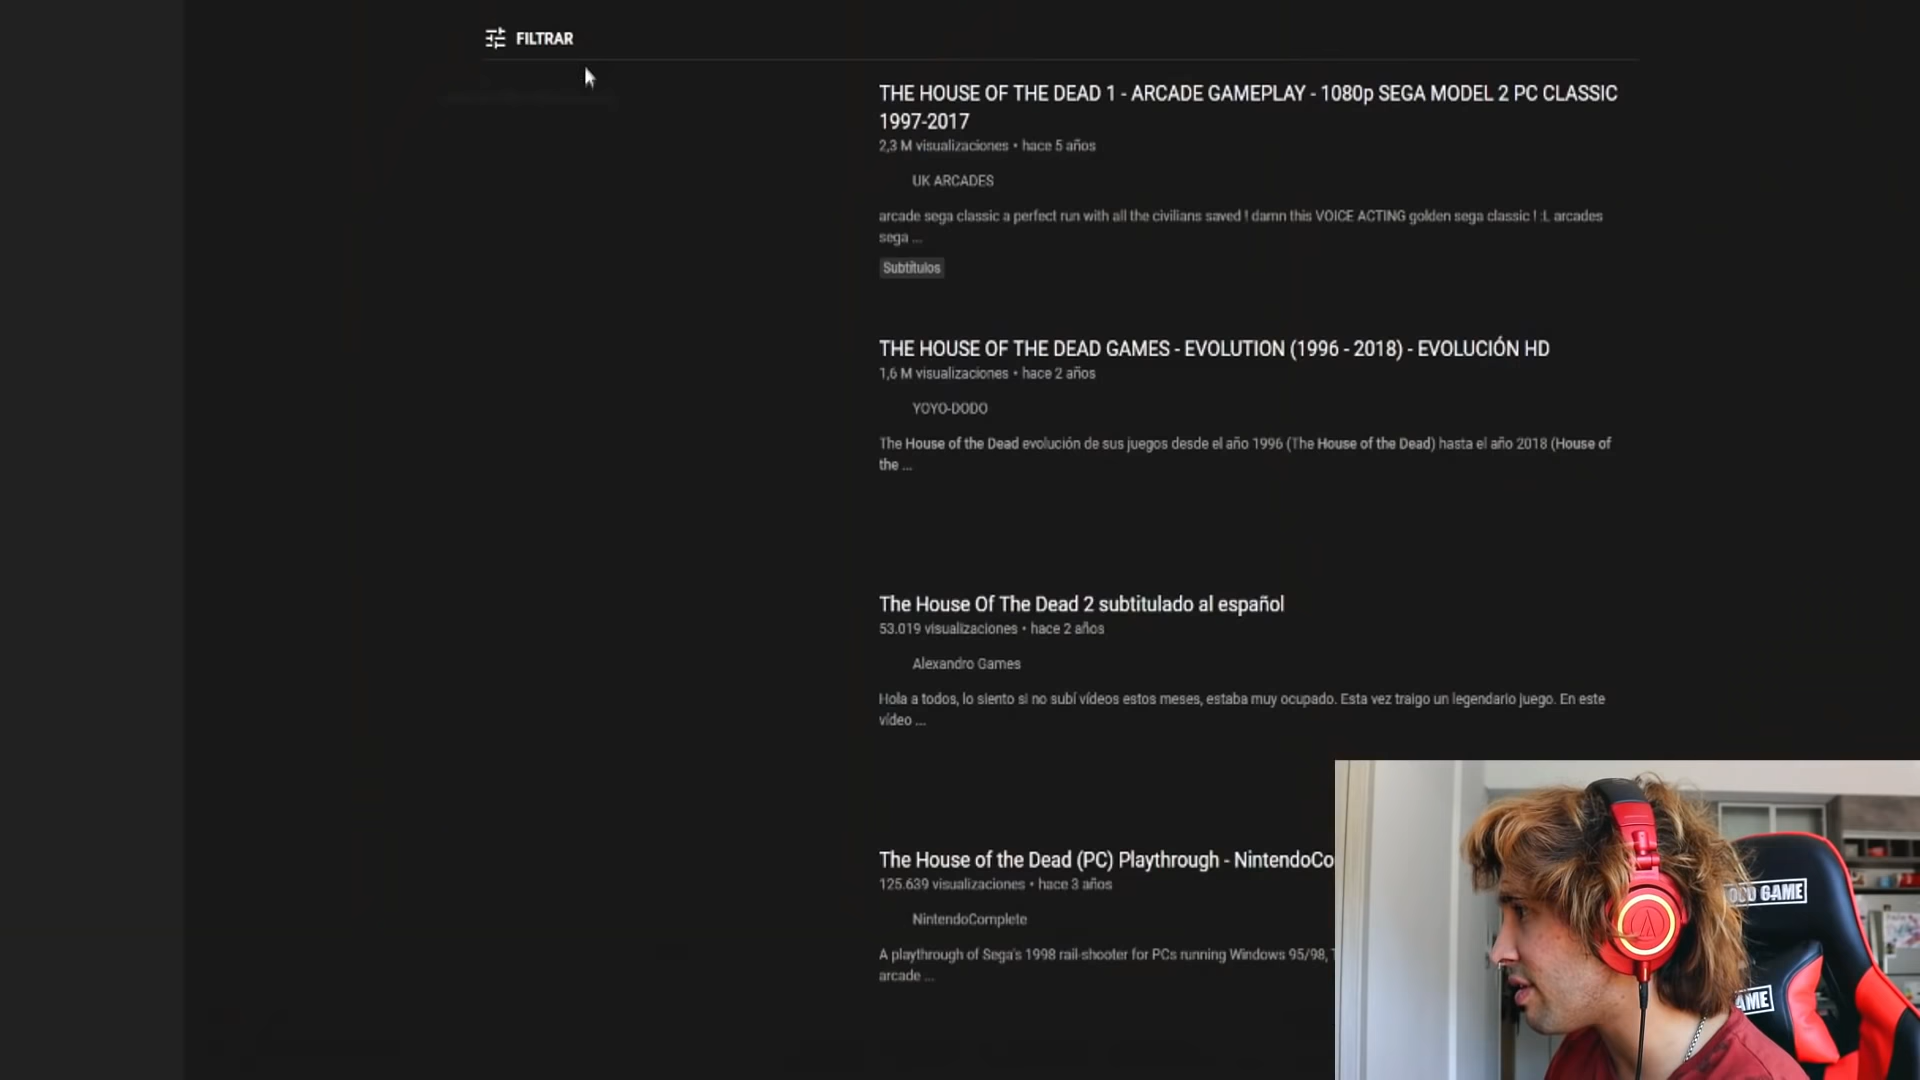 FILTRAR
THE HOUSE OF THE DEAD 1 - ARCADE GAMEPLAY - 1080p SEGA MODEL 2 PC CLASSIC
1997-2017
2,3 M visualizaciones • hace 5 años
UK ARCADES
arcade sega classic a perfect run with all the civilians saved ! damn this VOICE ACTING golden sega classic ! :L arcades
sega ...
Subtítulos
THE HOUSE OF THE DEAD GAMES - EVOLUTION (1996 - 2018) - EVOLUCIÓN HD
1,6 M visualizaciones • hace 2 años
YOYO-DODO
The House of the Dead evolución de sus juegos desde el año 1996 (The House of the Dead) hasta el año 2018 (House of
the ...
The House Of The Dead 2 subtitulado al español
53.019 visualizaciones • hace 2 años
Alexandro Games
Hola a todos, lo siento si no subí vídeos estos meses, estaba muy ocupado. Esta vez traigo un legendario juego. En este
vídeo ...
The House of the Dead (PC) Playthrough - NintendoCo
125.639 visualizaciones • hace 3 años
NintendoComplete
A playthrough of Sega's 1998 rail-shooter for PCs running Windows 95/98,
arcade ...
GAME
AME